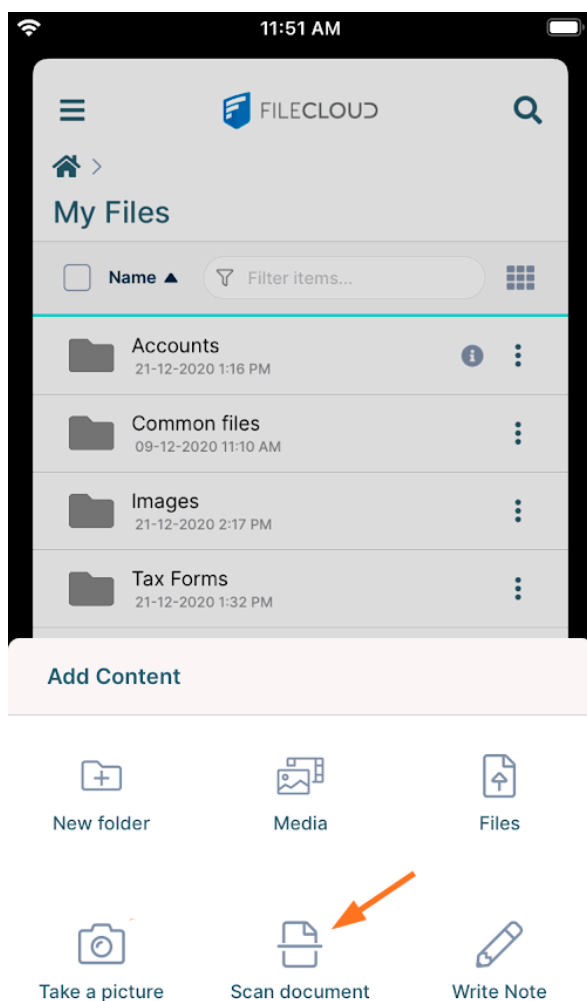 11:51 AM
FILECLOUD
My Files
Name Filter items...
Accounts
21-12-2020 1:16 PM
Common files
09-12-2020 11:10 AM
Images
21-12-2020 2:17 PM
Tax Forms
21-12-2020 1:32 PM
Add Content
New folder Media Files
Take a picture Scan document Write Note